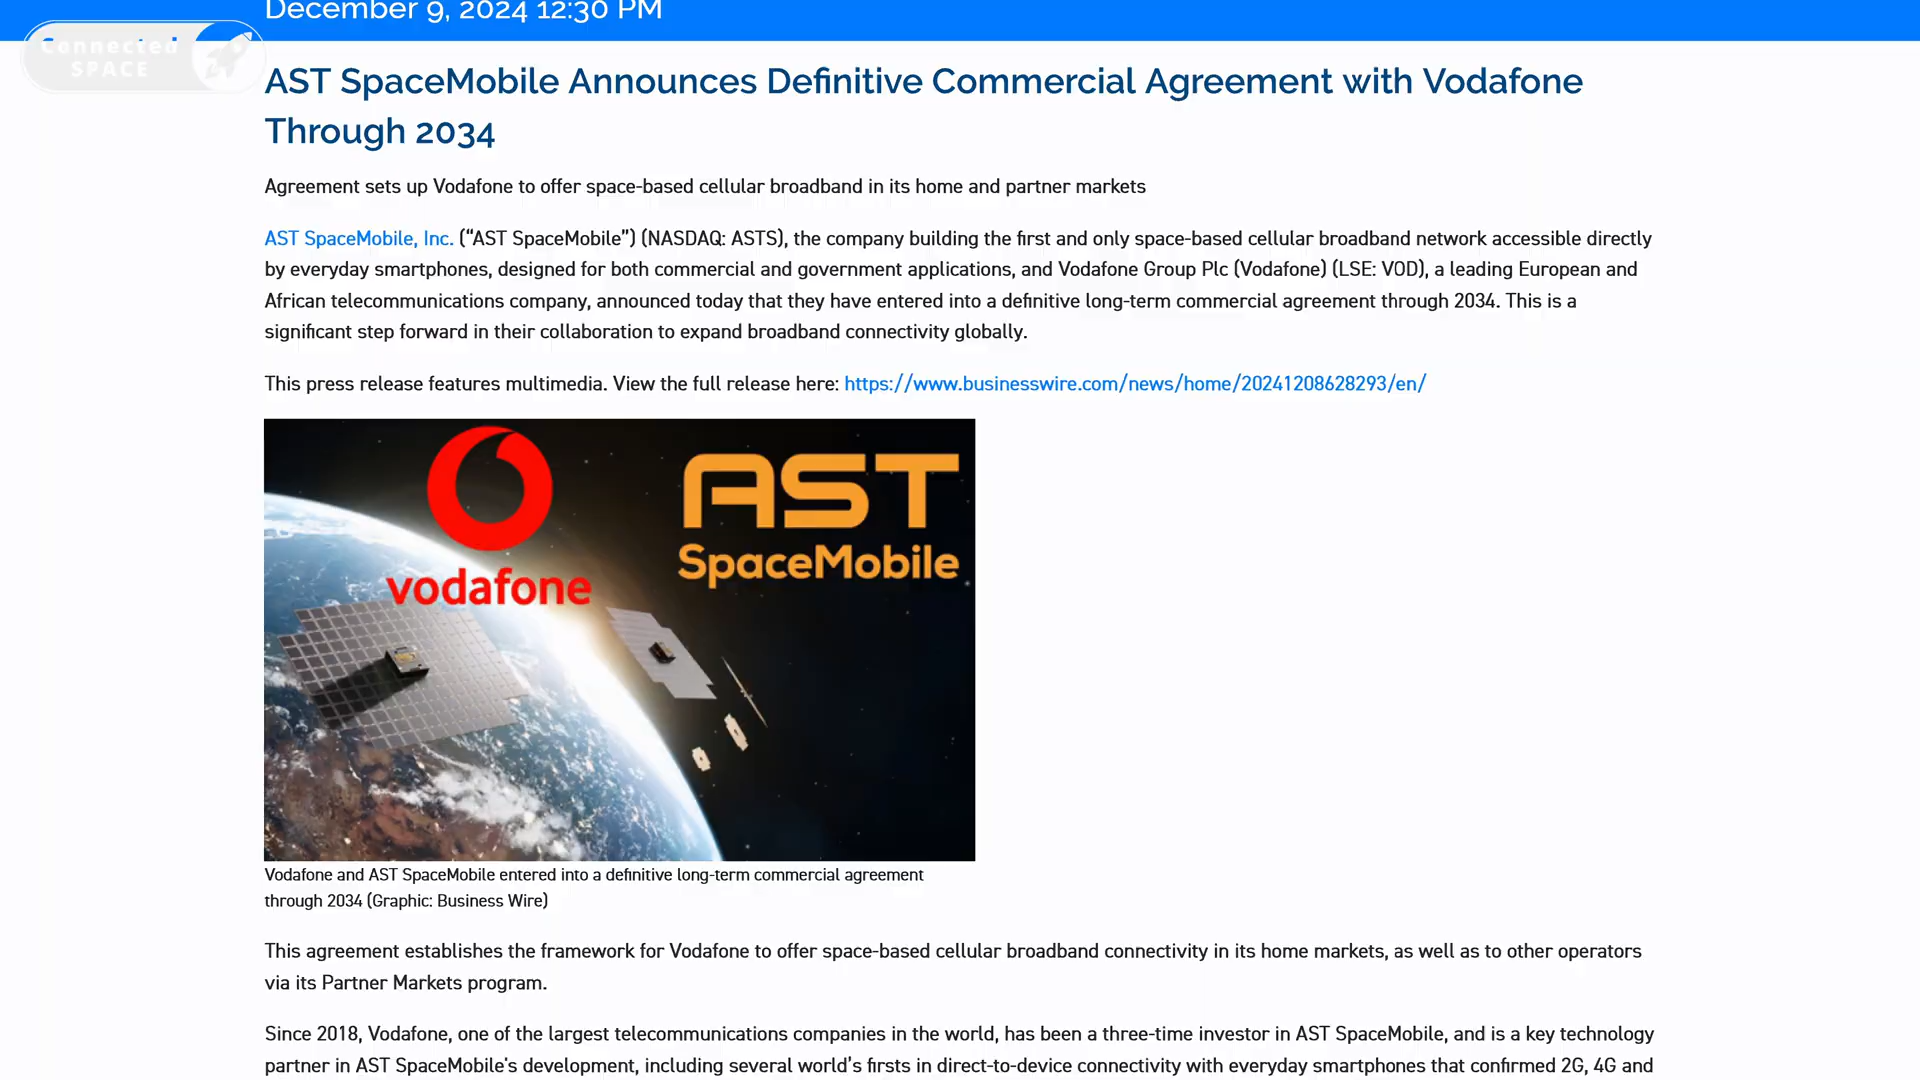 December 9, 2024 12:30 PM
Connected
SPACE
AST SpaceMobile Announces Definitive Commercial Agreement with Vodafone
Through 2034
Agreement sets up Vodafone to offer space-based cellular broadband in its home and partner markets
AST SpaceMobile, Inc. (“AST SpaceMobile”) (NASDAQ: ASTS), the company building the first and only space-based cellular broadband network accessible directly
by everyday smartphones, designed for both commercial and government applications, and Vodafone Group Plc (Vodafone) (LSE: VOD), a leading European and
African telecommunications company, announced today that they have entered into a definitive long-term commercial agreement through 2034. This is a
significant step forward in their collaboration to expand broadband connectivity globally.
This press release features multimedia. View the full release here: https://www.businesswire.com/news/home/20241208628293/en/
vodafone
AST
SpaceMobile
Vodafone and AST SpaceMobile entered into a definitive long-term commercial agreement
through 2034 (Graphic: Business Wire)
This agreement establishes the framework for Vodafone to offer space-based cellular broadband connectivity in its home markets, as well as to other operators
via its Partner Markets program.
Since 2018, Vodafone, one of the largest telecommunications companies in the world, has been a three-time investor in AST SpaceMobile, and is a key technology
partner in AST SpaceMobile's development, including several world’s firsts in direct-to-device connectivity with everyday smartphones that confirmed 2G, 4G and